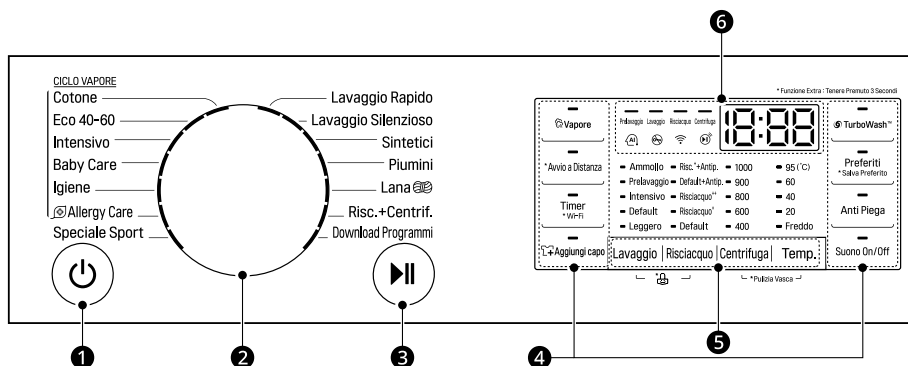 6
CICLO VAPORE
Cotone
Eco 40-60
Intensivo
Baby Care
Igiene
Allergy Care
Speciale Sport
Lavaggio Rapido
Lavaggio Silenzioso
Sintetici
Piumini
Lana
Risc.+Centrif.
Download Programmi
* Funzione Extra : Tenere Premuto 3 Secondi
Vapore
*Avvio a Distanza
Timer
* Wi-Fi
+Aggiungi capo
Prelavaggio Lavaggio Risciacquo Centrifuga
AI
18:88
Ammollo Risc.++Antip. 1000 95 (°C)
Prelavaggio Default+Antip. 900 60
Intensivo Risciacquo++ 800 40
Default Risciacquo+ 600 20
Leggero Default 400 Freddo
Lavaggio Risciacquo Centrifuga Temp.
*
*Pulizia Vasca
TurboWash™
Preferiti
* Salva Preferito
Anti Piega
Suono On/Off
1
2
3
4
5